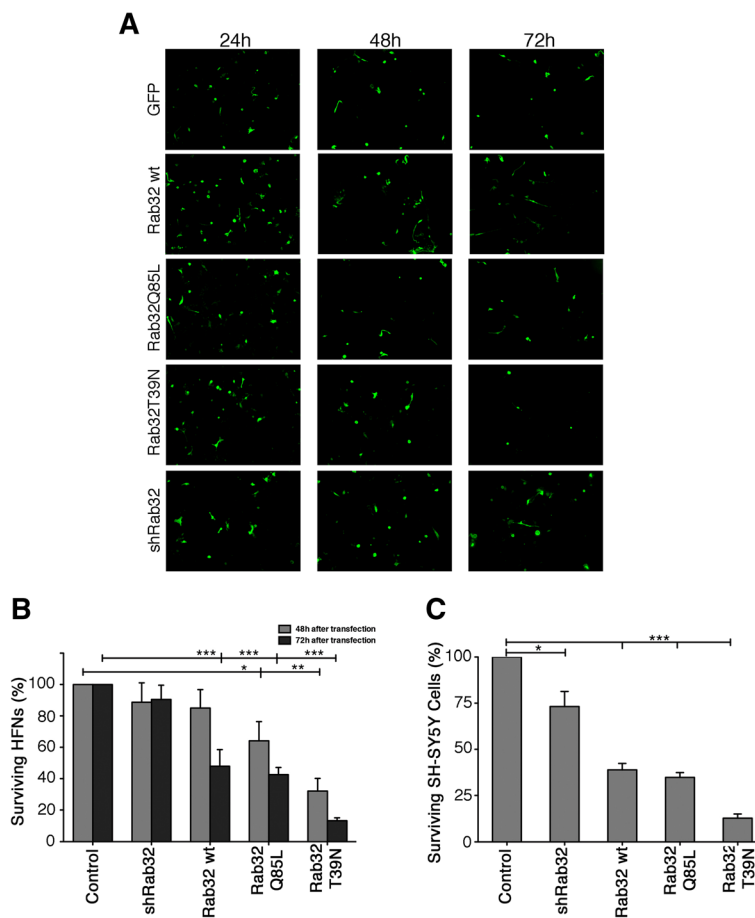 A
24h 48h 72h
GFP
Rab32 wt
Rab32Q85L
Rab32T39N
shRab32
B
48h after transfection
72h after transfection
*** *** ***
* **
Surviving HFNs (%)
100
80
60
40
20
0
Control
shRab32
Rab32 wt
Rab32
Q85L
Rab32
T39N
C
***
*
Surviving SH-SY5Y Cells (%)
100
75
50
25
0
Control
shRab32
Rab32 wt
Rab32
Q85L
Rab32
T39N